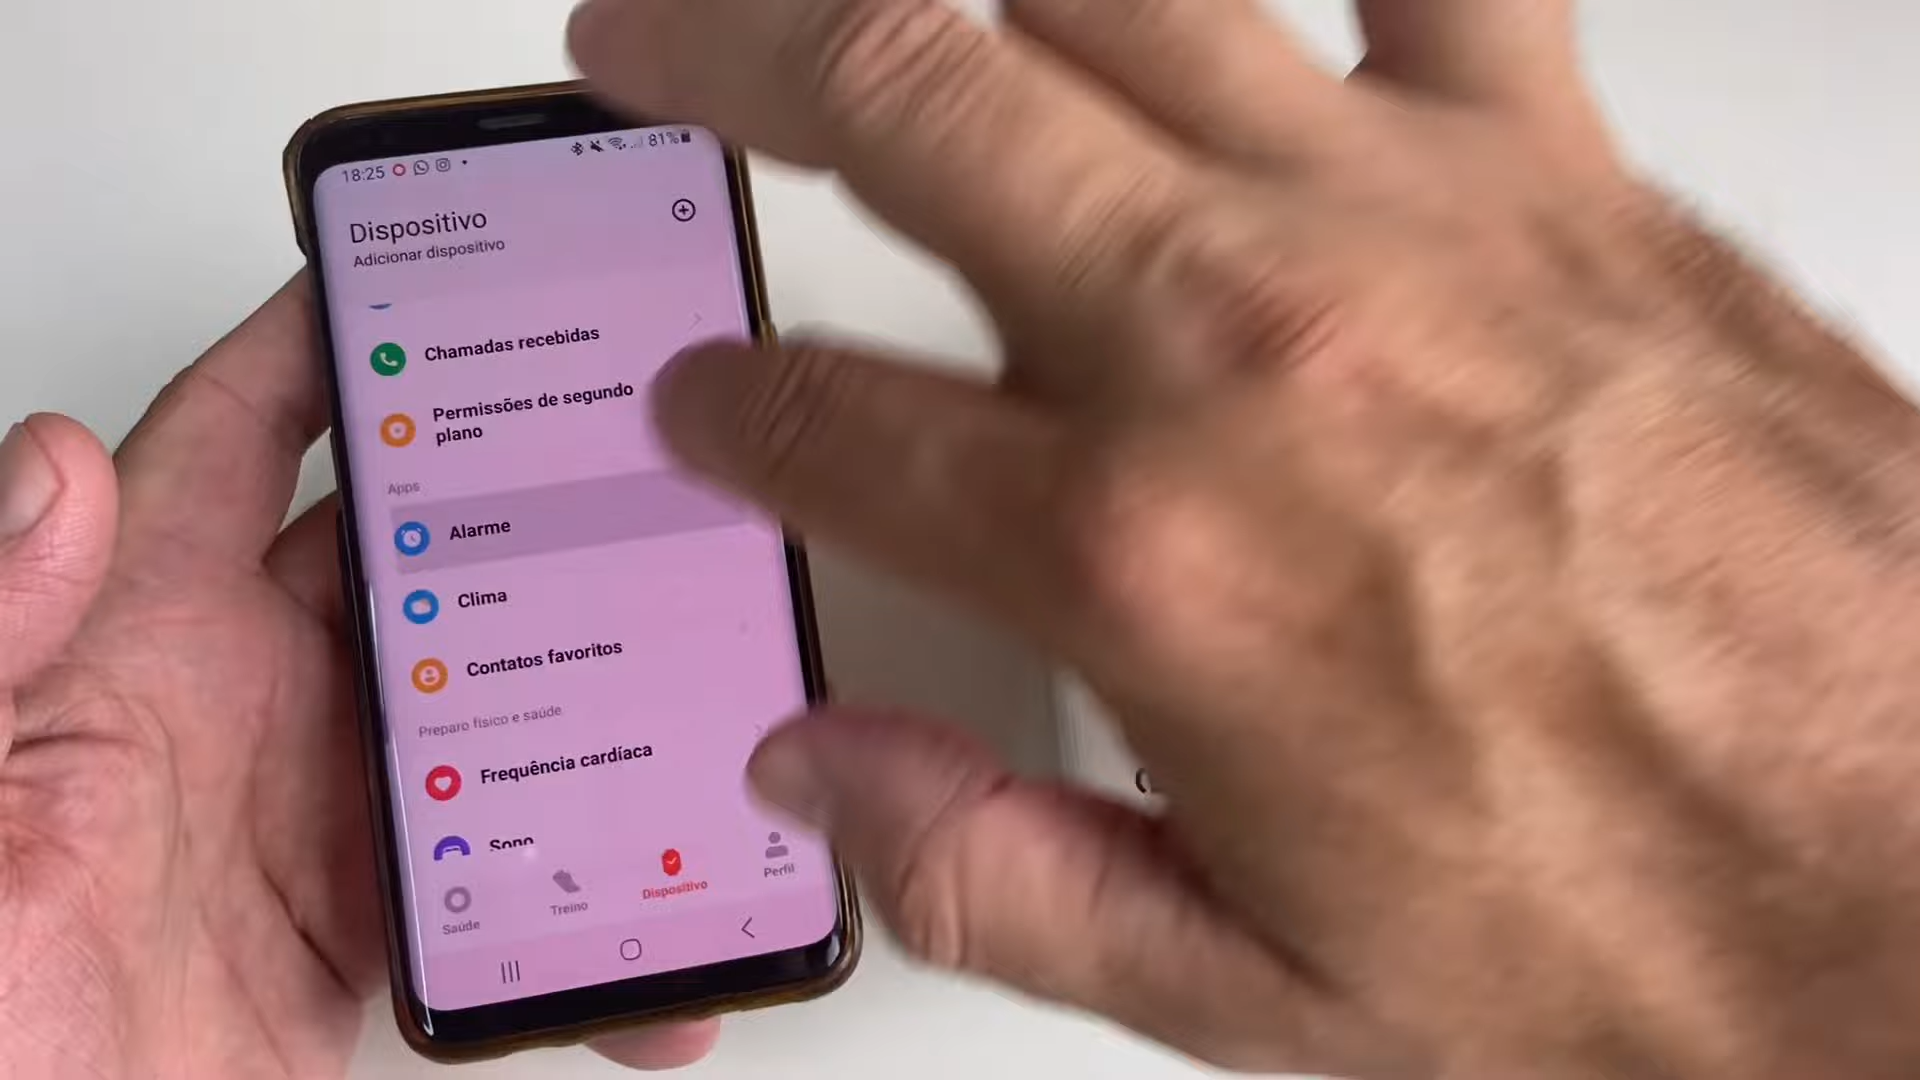 18:25
81%
Dispositivo
Adicionar dispositivo
Chamadas recebidas
Permissões de segundo
plano
Apps
Alarme
Clima
Contatos favoritos
Preparo físico e saúde
Frequência cardíaca
Sono
Saúde
Treino
Dispositivo
Perfil